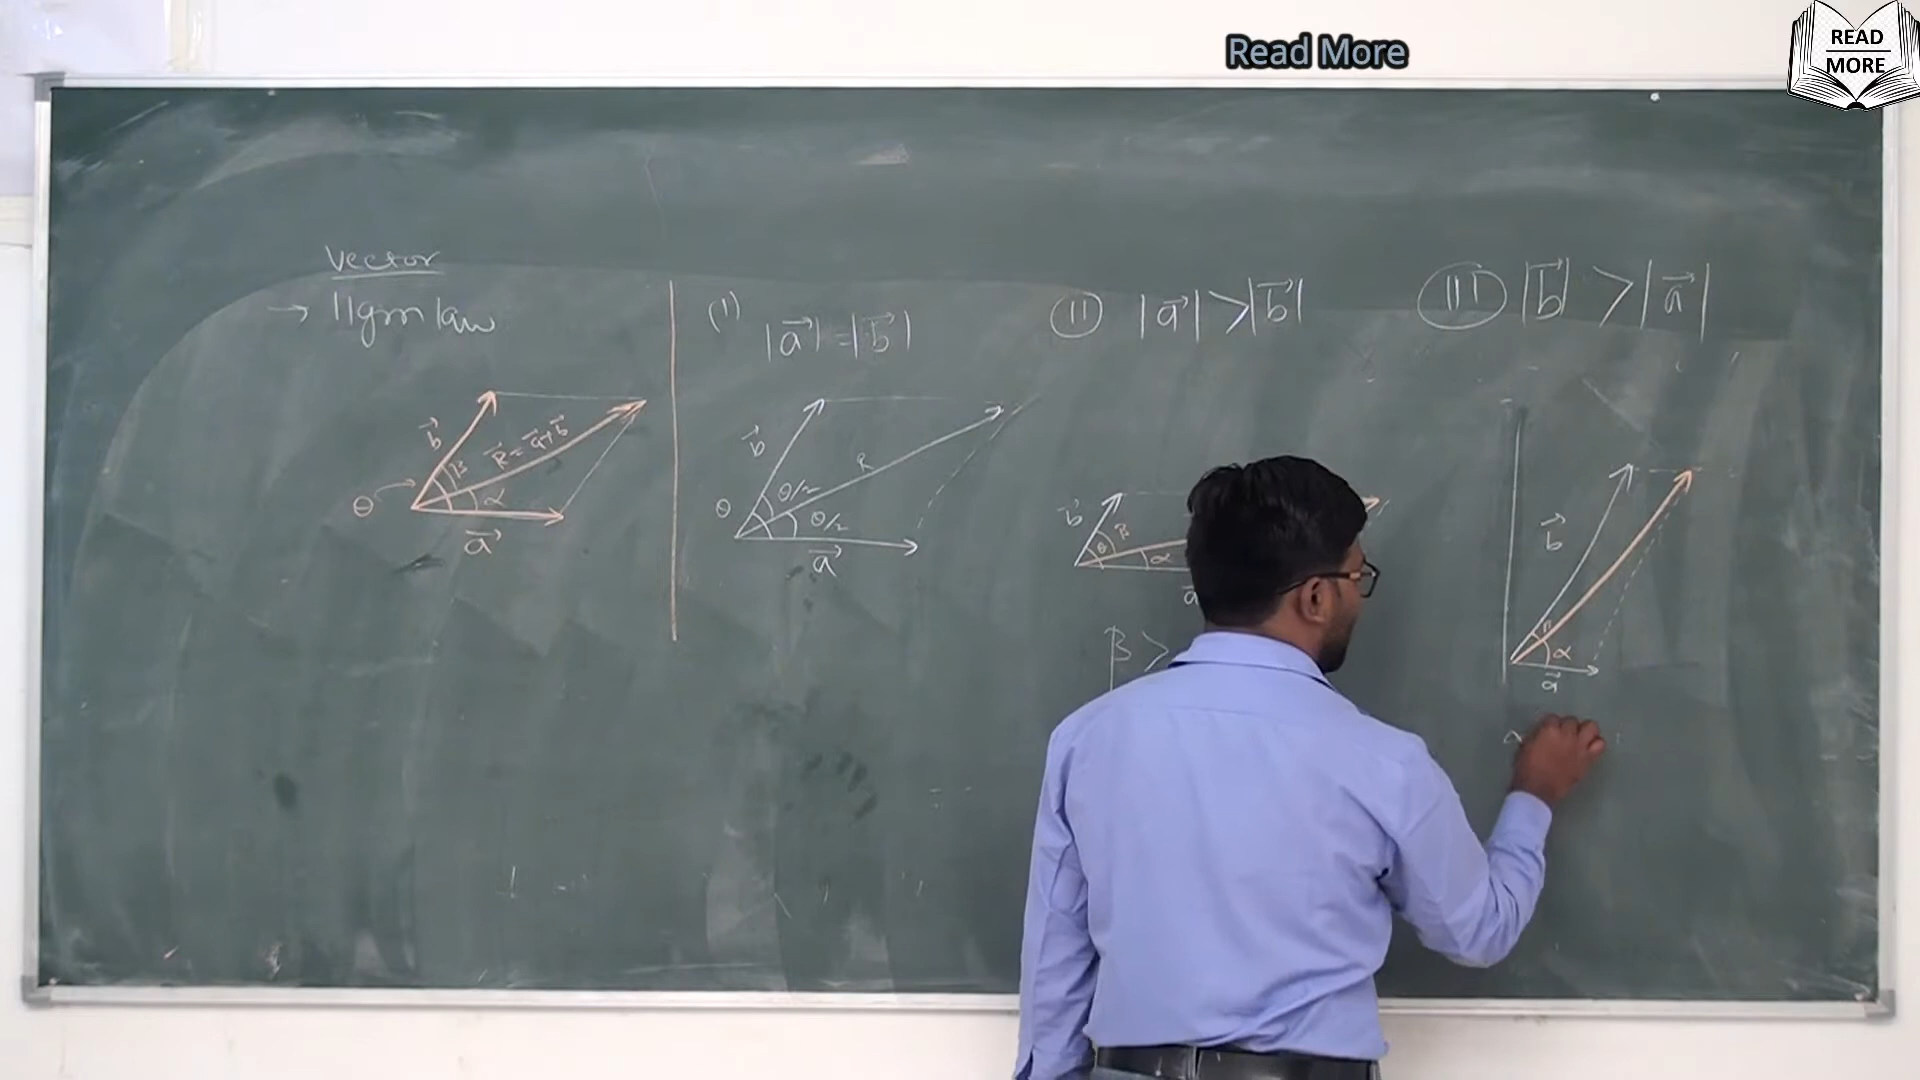 Read More
READ
MORE
Vector
→ ||gm law
b⃗
R⃗ = a⃗+b⃗
β
θ
α
a⃗
(I)
|a⃗| = |b⃗|
b⃗
R
θ
θ/2
θ/2
a⃗
(II) |a⃗| > |b⃗|
b⃗
θ
β
α
a
β >
(III) |b⃗| > |a⃗|
b⃗
β
α
a⃗
α